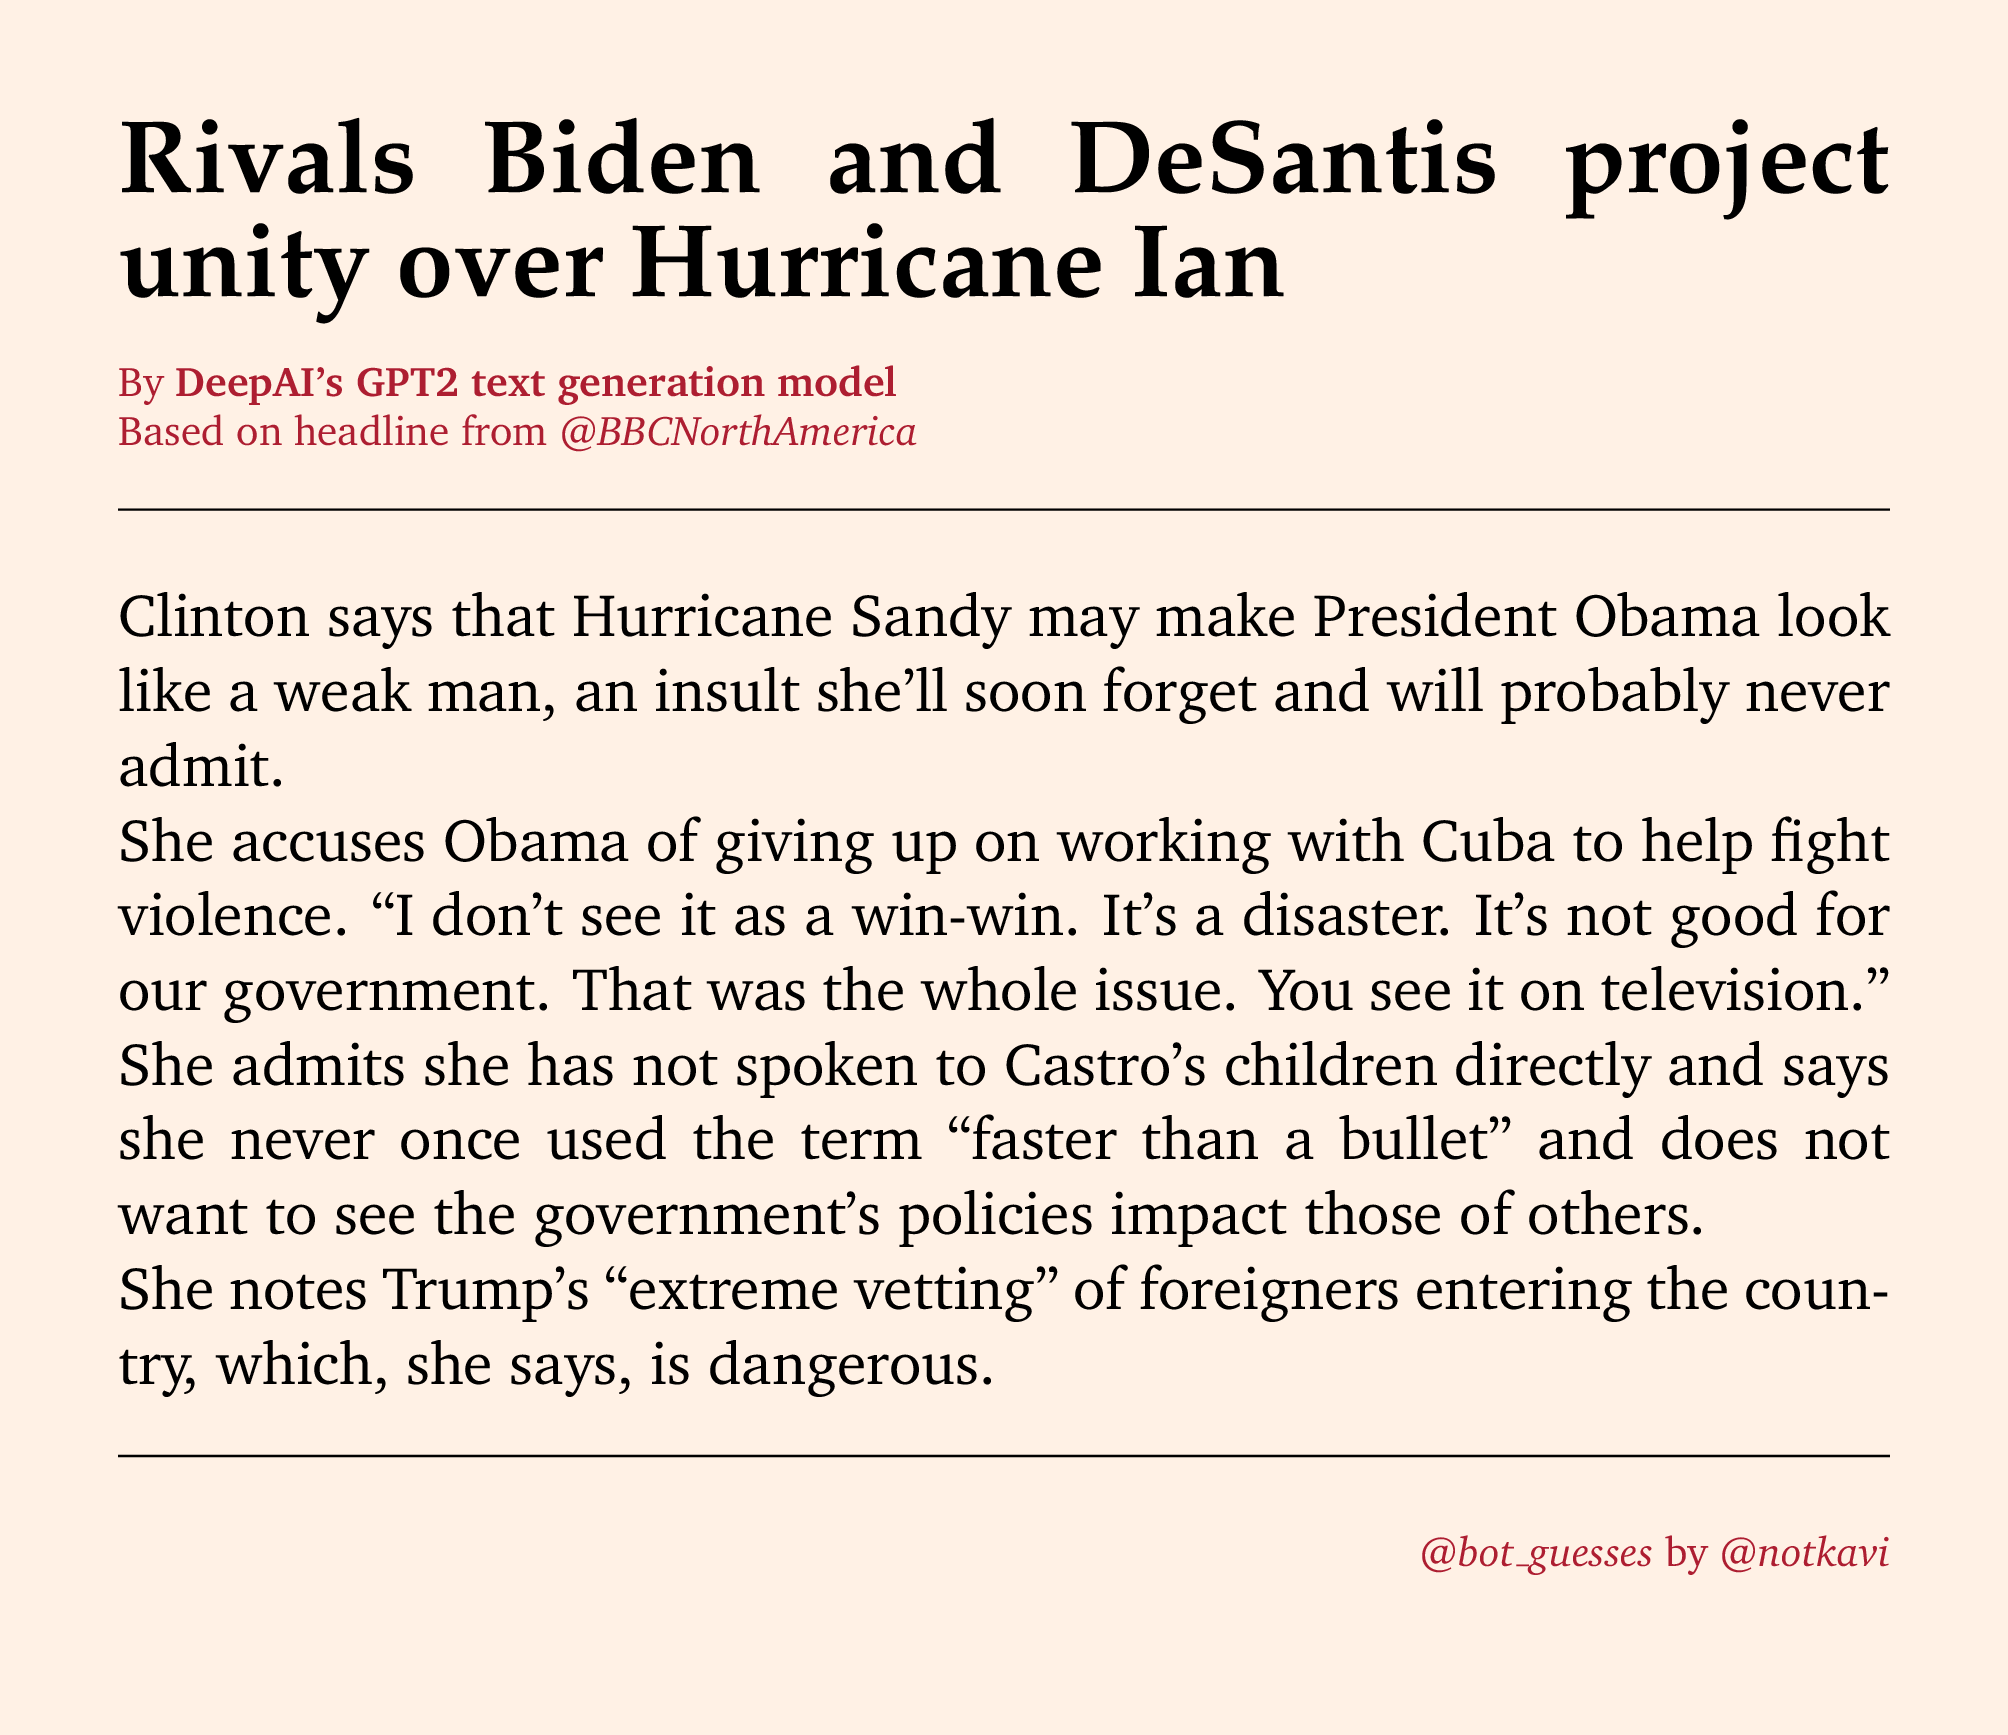 Rivals Biden and DeSantis project
unity over Hurricane Ian
By DeepAI’s GPT2 text generation model
Based on headline from @BBCNorthAmerica
Clinton says that Hurricane Sandy may make President Obama look
like a weak man, an insult she’ll soon forget and will probably never
admit.
She accuses Obama of giving up on working with Cuba to help fight
violence. “I don’t see it as a win-win. It’s a disaster. It’s not good for
our government. That was the whole issue. You see it on television.”
She admits she has not spoken to Castro’s children directly and says
she never once used the term “faster than a bullet” and does not
want to see the government’s policies impact those of others.
She notes Trump’s “extreme vetting” of foreigners entering the coun-
try, which, she says, is dangerous.
@bot_guesses by @notkavi